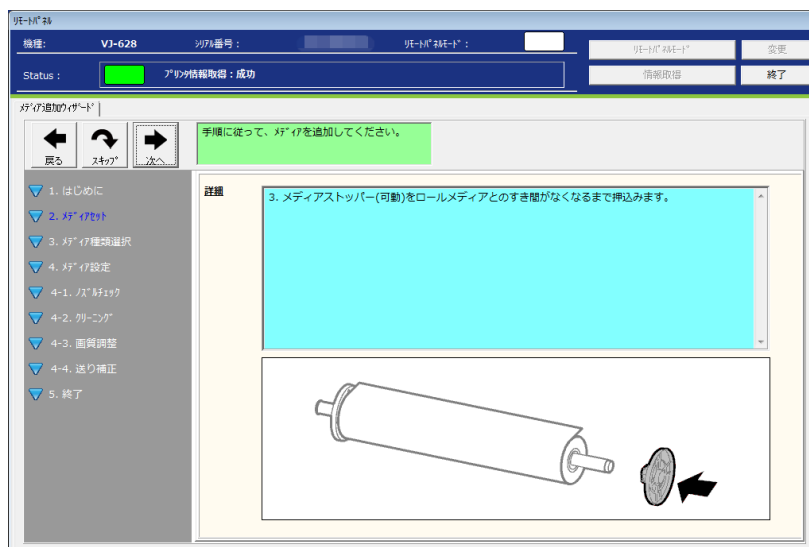 ﾘﾓｰﾄﾊﾟﾈﾙ
機種: VJ-628 ｼﾘｱﾙ番号： ﾘﾓｰﾄﾊﾟﾈﾙﾓｰﾄﾞ： ﾘﾓｰﾄﾊﾟﾈﾙﾓｰﾄﾞ 変更
Status： ﾌﾟﾘﾝﾀ情報取得：成功 情報取得 終了
ﾒﾃﾞｨｱ追加ｳｨｻﾞｰﾄﾞ
戻る ｽｷｯﾌﾟ 次へ
手順に従って、ﾒﾃﾞｨｱを追加してください。
1. はじめに
2. ﾒﾃﾞｨｱｾｯﾄ
3. ﾒﾃﾞｨｱ種類選択
4. ﾒﾃﾞｨｱ設定
4-1. ﾉｽﾞﾙﾁｪｯｸ
4-2. ｸﾘｰﾆﾝｸﾞ
4-3. 画質調整
4-4. 送り補正
5. 終了
詳細
3. メディアストッパー(可動)をロールメディアとのすき間がなくなるまで押込みます。